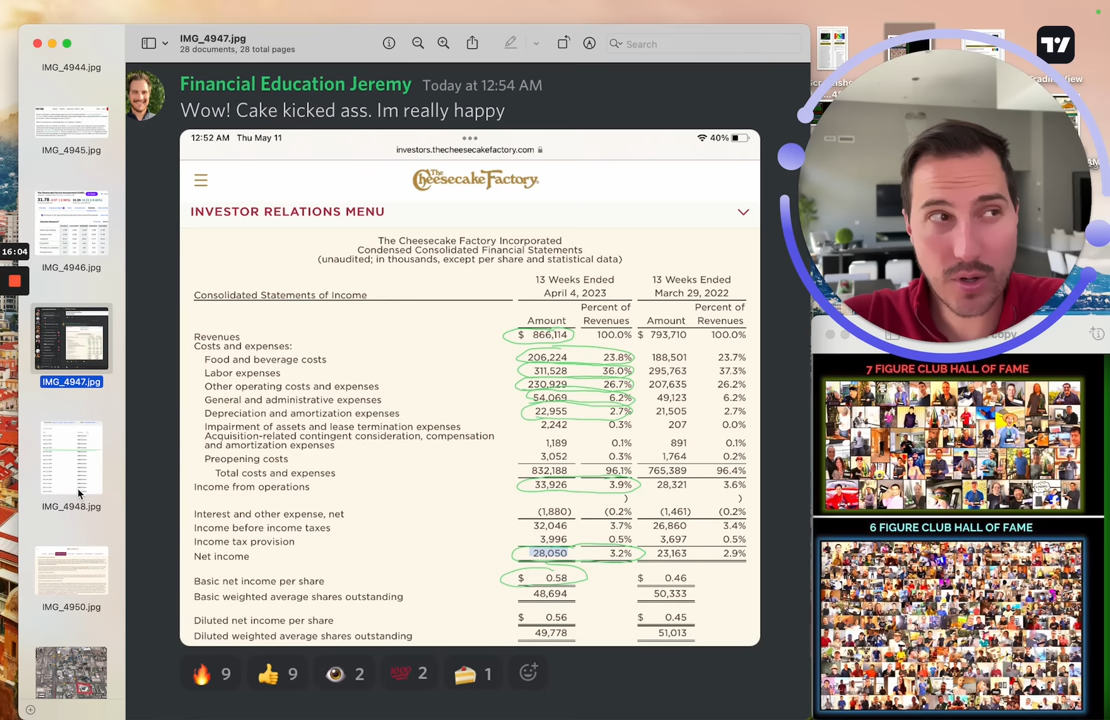 IMG_4947.jpg
28 documents, 28 total pages
Search
IMG_4944.jpg
IMG_4945.jpg
31.78
IMG_4946.jpg
16:04
IMG_4947.jpg
IMG_4948.jpg
IMG_4950.jpg
Financial Education Jeremy Today at 12:54 AM
Wow! Cake kicked ass. Im really happy
12:52 AM Thu May 11
40%
investors.thecheesecakefactory.com
The Cheesecake Factory
INVESTOR RELATIONS MENU
The Cheesecake Factory Incorporated
Condensed Consolidated Financial Statements
(unaudited; in thousands, except per share and statistical data)
13 Weeks Ended 13 Weeks Ended
Consolidated Statements of Income April 4, 2023 March 29, 2022
Amount Percent of Revenues Amount Percent of Revenues
Revenues $ 866,114 100.0% $ 793,710 100.0%
Costs and expenses:
Food and beverage costs 206,224 23.8% 188,501 23.7%
Labor expenses 311,528 36.0% 295,763 37.3%
Other operating costs and expenses 230,929 26.7% 207,635 26.2%
General and administrative expenses 54,069 6.2% 49,123 6.2%
Depreciation and amortization expenses 22,955 2.7% 21,505 2.7%
Impairment of assets and lease termination expenses 2,242 0.3% 207 0.0%
Acquisition-related contingent consideration, compensation
and amortization expenses 1,189 0.1% 891 0.1%
Preopening costs 3,052 0.3% 1,764 0.2%
Total costs and expenses 832,188 96.1% 765,389 96.4%
Income from operations 33,926 3.9% 28,321 3.6%
) )
Interest and other expense, net (1,880) (0.2% (1,461) (0.2%
Income before income taxes 32,046 3.7% 26,860 3.4%
Income tax provision 3,996 0.5% 3,697 0.5%
Net income 28,050 3.2% 23,163 2.9%
Basic net income per share $ 0.58 $ 0.46
Basic weighted average shares outstanding 48,694 50,333
Diluted net income per share $ 0.56 $ 0.45
Diluted weighted average shares outstanding 49,778 51,013
9 9 2 2 1
copy
7 FIGURE CLUB HALL OF FAME
6 FIGURE CLUB HALL OF FAME